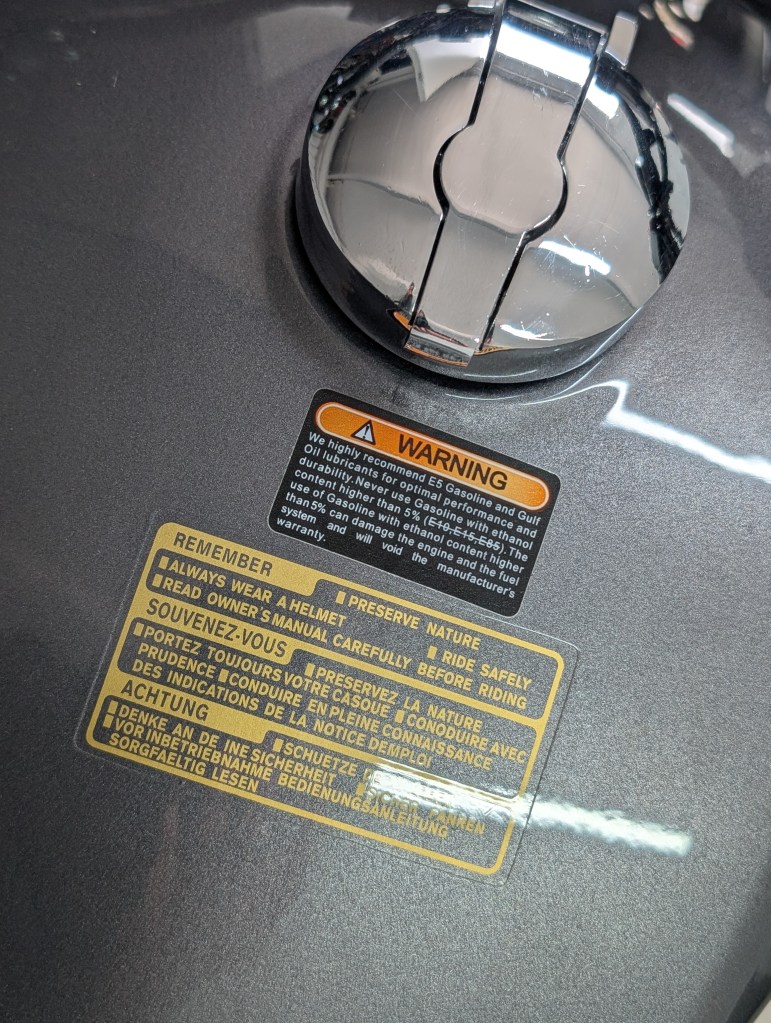 WARNING
We highly recommend E5 Gasoline and Gulf
Oil lubricants for optimal performance and
durability.Never use Gasoline with ethanol
content higher than 5% (E10,E15,E85).The
use of Gasoline with ethanol content higher
than 5% can damage the engine and the fuel
system and will void the manufacturer's
warranty.
REMEMBER
ALWAYS WEAR A HELMET PRESERVE NATURE
READ OWNER'S MANUAL CAREFULLY BEFORE RIDING RIDE SAFELY
SOUVENEZ-VOUS
PORTEZ TOUJOURS VOTRE CASQUE PRESERVEZ LA NATURE
PRUDENCE CONDUIRE EN PLEINE CONNAISSANCE CONODUIRE AVEC
DES INDICATIONS DE LA NOTICE DEMPLOI
ACHTUNG
DENKE AN DE INE SICHERHEIT SCHUETZE
VOR INBETRIEBNAHME BEDIENUNGSANLEITUNG FAHREN
SORGFAELTIG LESEN